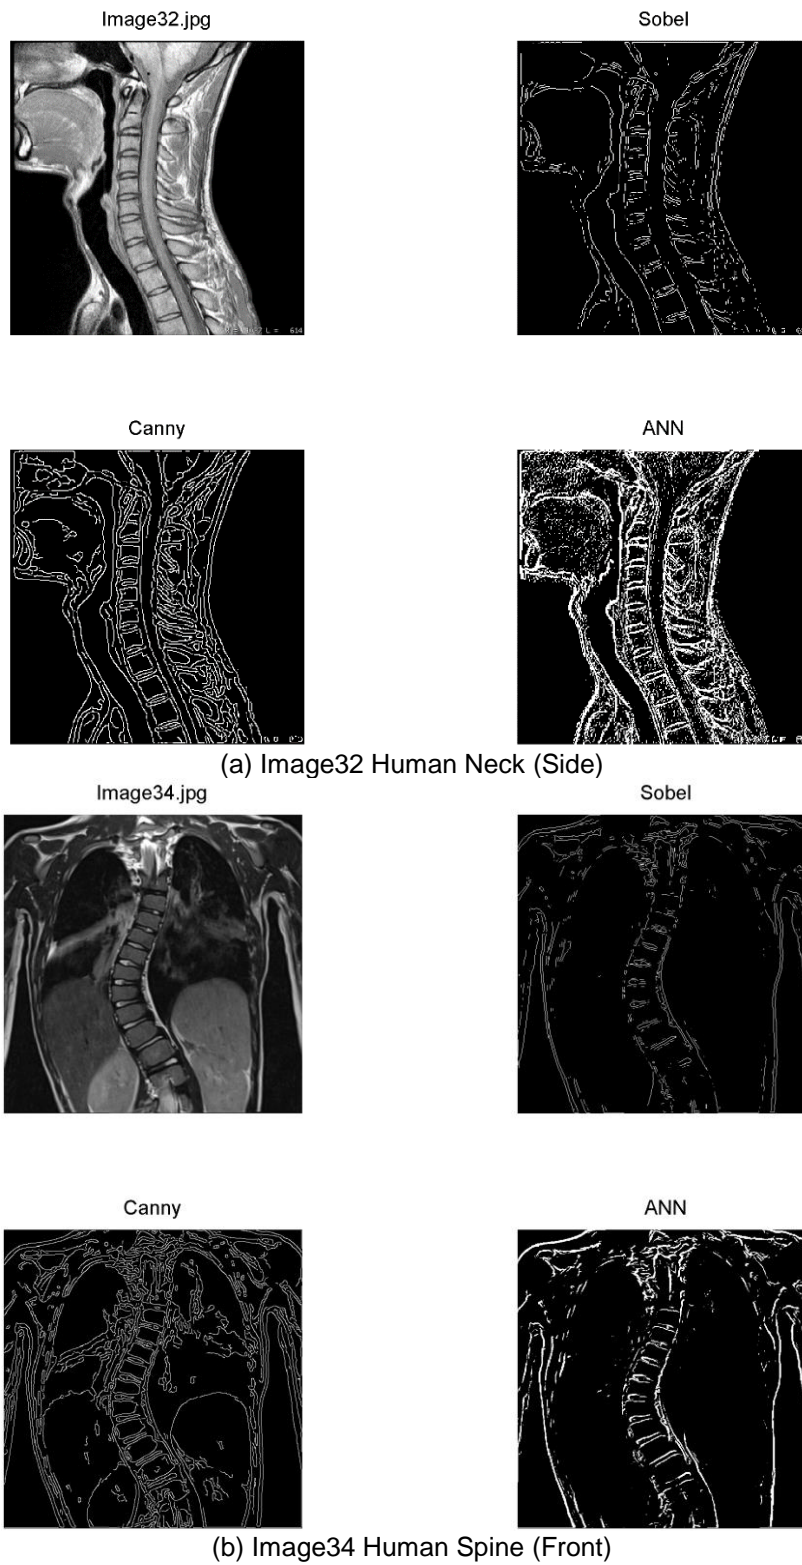 Image32.jpg
Sobel
Canny
ANN
(a) Image32 Human Neck (Side)
Image34.jpg
Sobel
Canny
ANN
(b) Image34 Human Spine (Front)